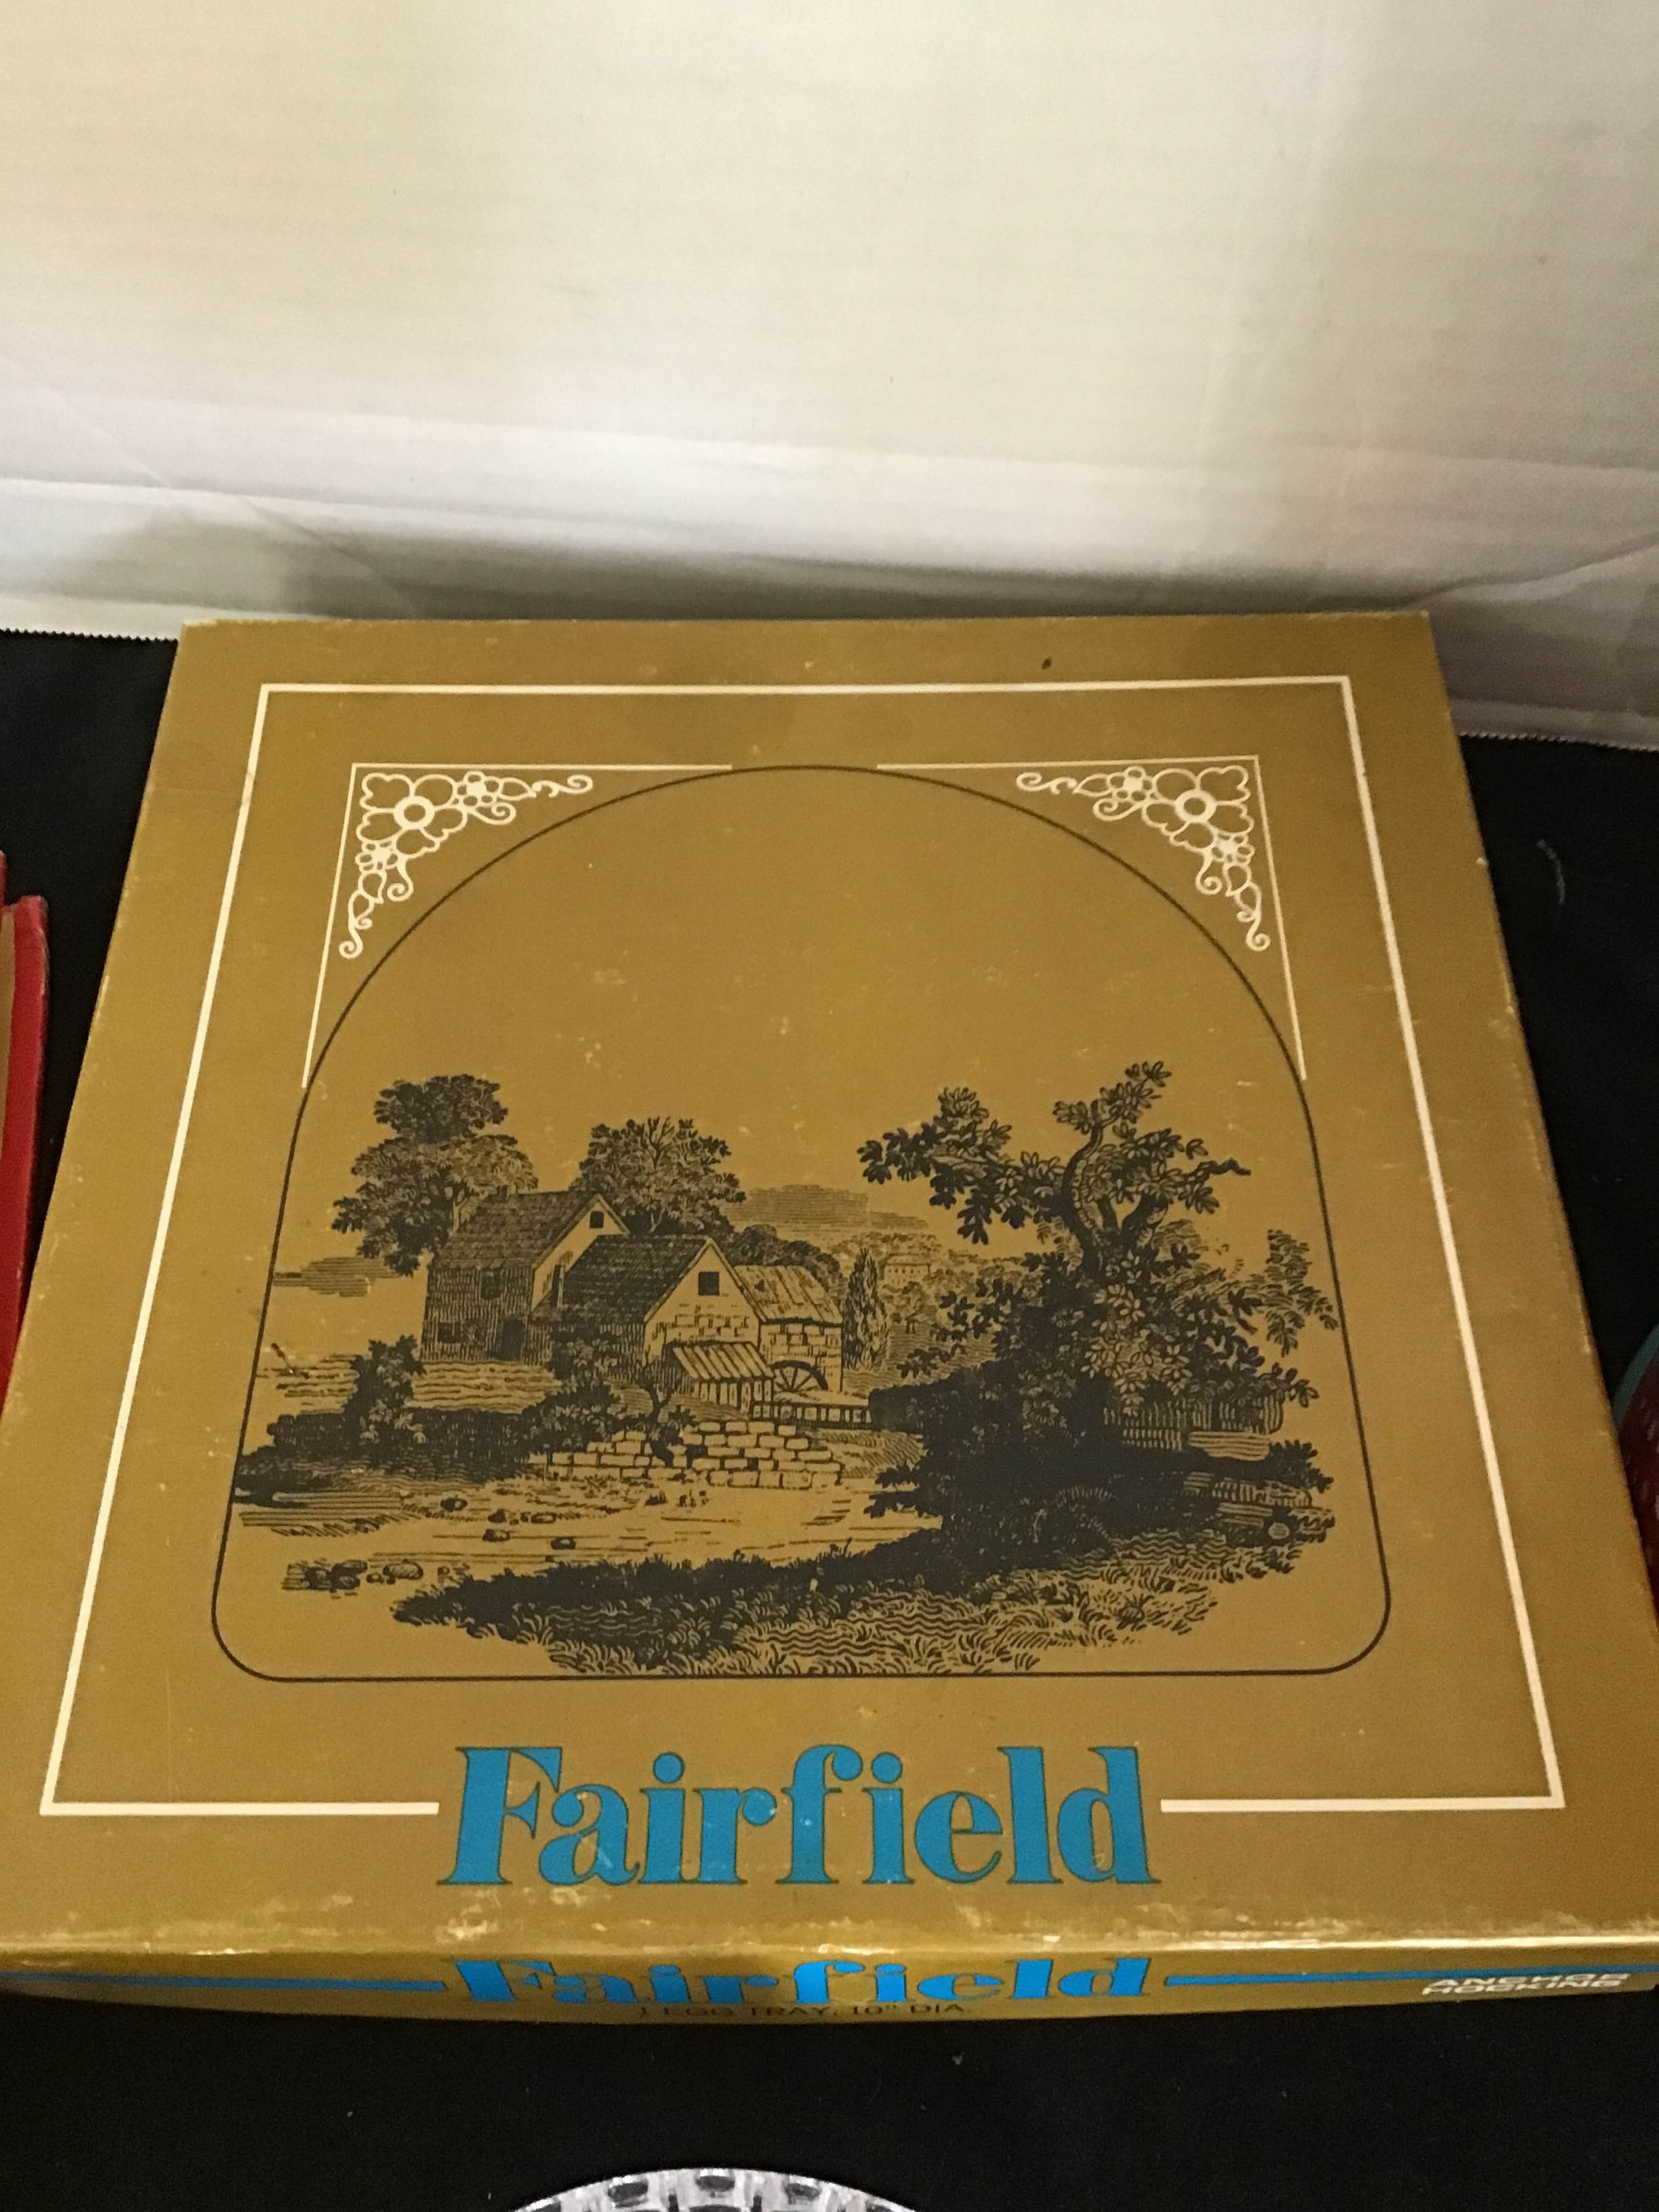 Fairfield
Fairfield
1 EGG TRAY, 10" DIA.
ANCHOR
HOCKING